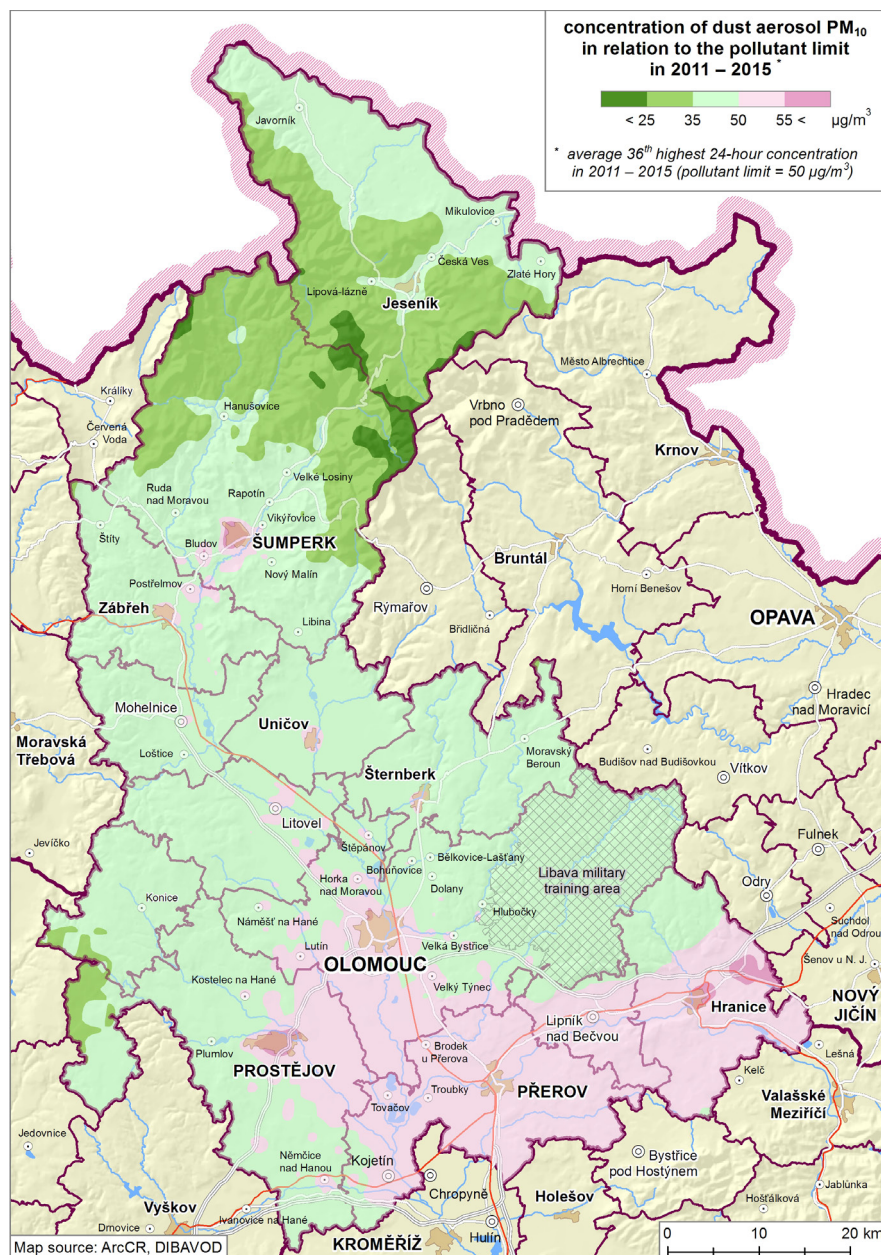 concentration of dust aerosol PM₁₀
in relation to the pollutant limit
in 2011 – 2015 *
< 25 35 50 55 < µg/m³
* average 36th highest 24-hour concentration
in 2011 – 2015 (pollutant limit = 50 µg/m³)
Javorník
Mikulovice
Česká Ves
Zlaté Hory
Lipová-lázně
Jeseník
Město Albrechtice
Králíky
Hanušovice
Vrbno
pod Pradědem
Červená
Voda
Krnov
Velké Losiny
Ruda
nad Moravou
Rapotín
Vikýřovice
Štíty
Bludov
ŠUMPERK
Bruntál
Nový Malín
Postřelmov
Horní Benešov
Rýmařov
Zábřeh
Libina
Břidličná
OPAVA
Hradec
nad Moravicí
Mohelnice
Uničov
Moravská
Třebová
Loštice
Moravský
Beroun
Budišov nad Budišovkou
Šternberk
Vítkov
Litovel
Fulnek
Jevíčko
Štěpánov
Bohuňovice
Bělkovice-Lašťany
Libava military
training area
Horka
nad Moravou
Dolany
Odry
Konice
Náměšť na Hané
Hlubočky
Suchdol
nad Odrou
Velká Bystřice
Lutín
OLOMOUC
Šenov u N. J.
Kostelec na Hané
Velký Týnec
NOVÝ
JIČÍN
Hranice
Lipník
nad Bečvou
Plumlov
Brodek
u Přerova
PROSTĚJOV
Lešná
Kelč
PŘEROV
Troubky
Tovačov
Valašské
Meziříčí
Jedovnice
Němčice
nad Hanou
Kojetín
Bystřice
pod Hostýnem
Chropyně
Jablůnka
Holešov
Vyškov
Ivanovice na Hané
Hošťálková
Drnovice
Hulín
KROMĚŘÍŽ
0 10 20 km
Map source: ArcCR, DIBAVOD